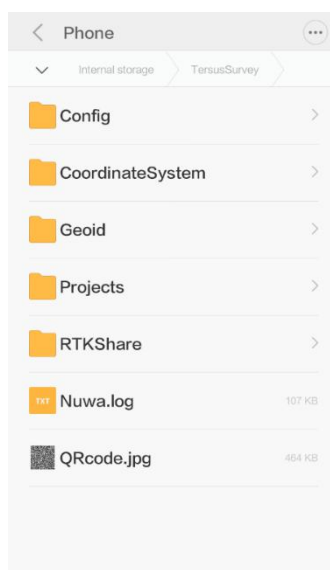 Phone
Internal storage TersusSurvey
Config
CoordinateSystem
Geoid
Projects
RTKShare
TXT Nuwa.log 107 KB
QRcode.jpg 464 KB